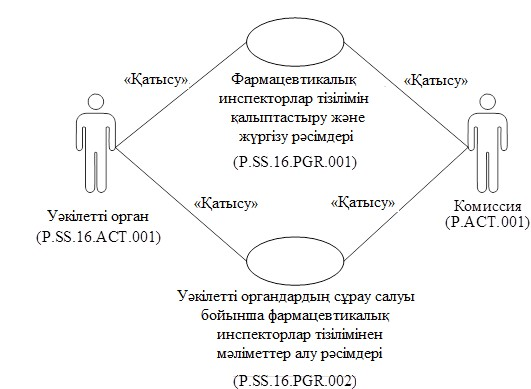 «Қатысу»
«Қатысу»
Фармацевтикалық
инспекторлар тізілімін
қалыптастыру және
жүргізу рәсімдері
(P.SS.16.PGR.001)
Уәкілетті орган
(P.SS.16.ACT.001)
Комиссия
(P.ACT.001)
«Қатысу»
«Қатысу»
Уәкілетті органдардың сұрау салуы
бойынша фармацевтикалық
инспекторлар тізілімінен
мәліметтер алу рәсімдері
(P.SS.16.PGR.002)